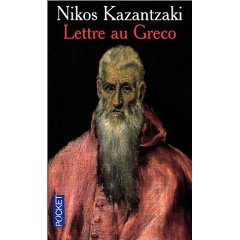 Nikos Kazantzaki
Lettre au Greco
POCKET